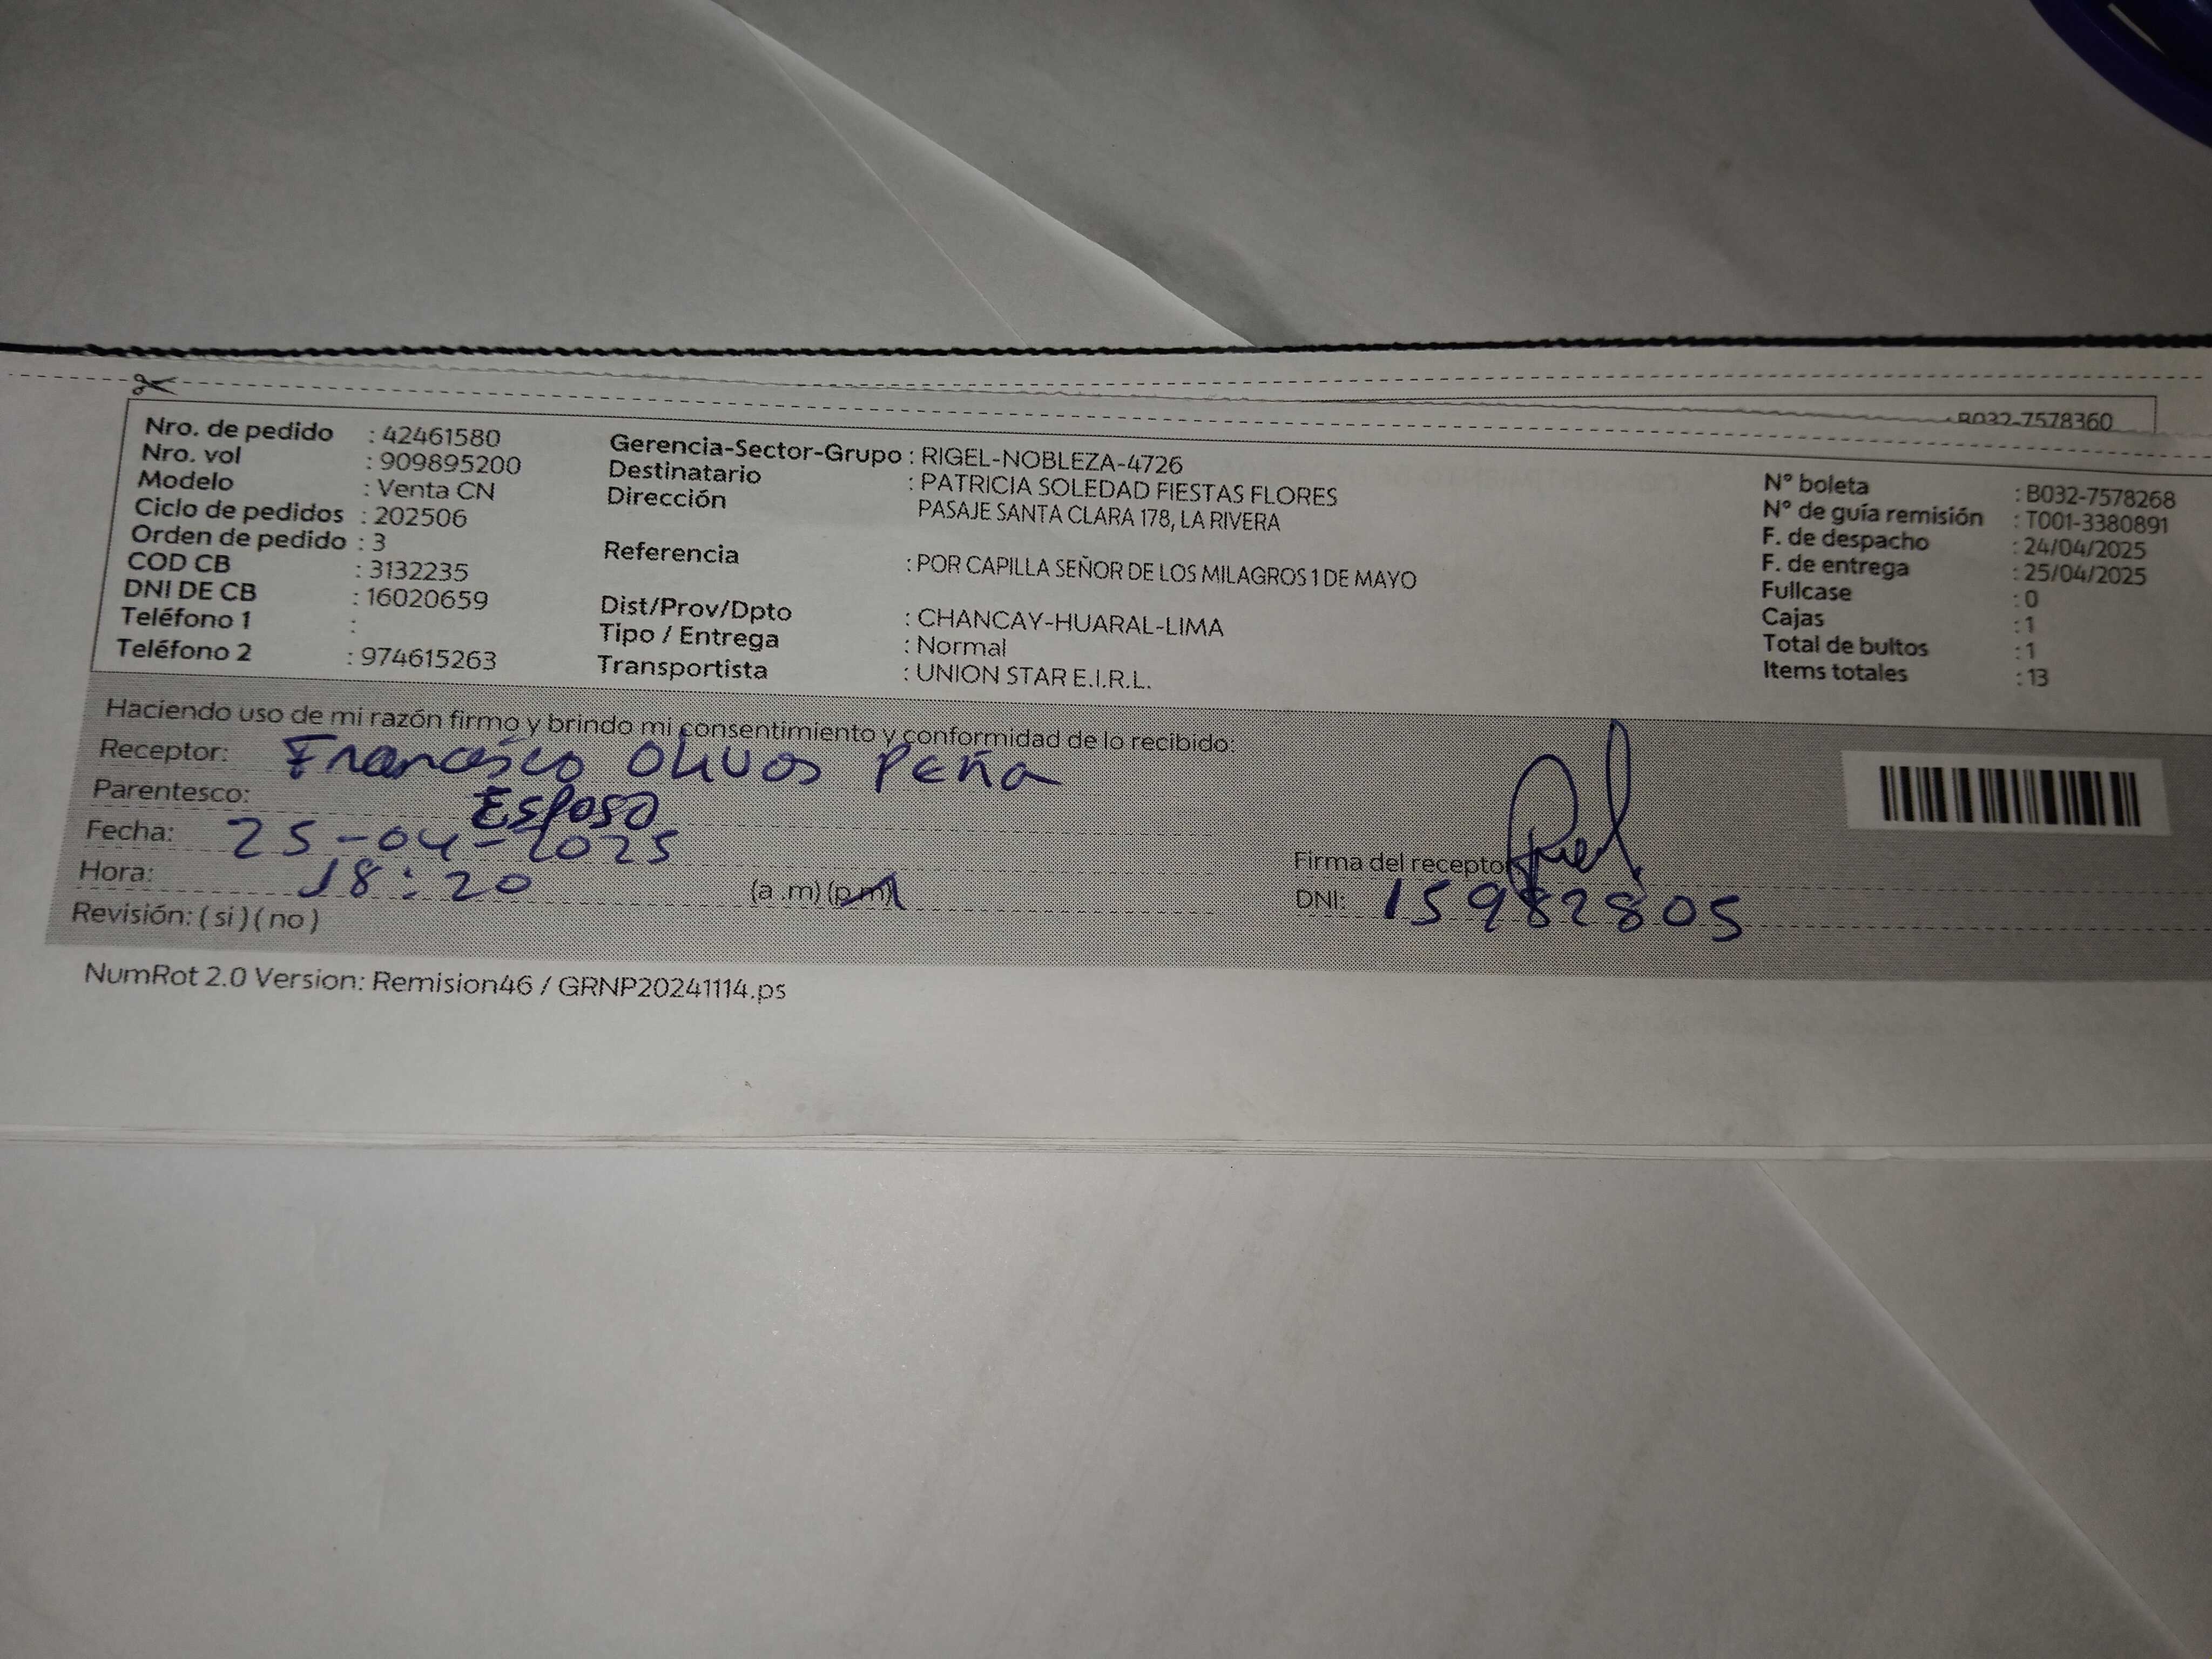 B032-7578360
Nro. de pedido : 42461580
Nro. vol : 909895200
Modelo : Venta CN
Ciclo de pedidos : 202506
Orden de pedido : 3
COD CB : 3132235
DNI DE CB : 16020659
Teléfono 1 :
Teléfono 2 : 974615263
Gerencia-Sector-Grupo : RIGEL-NOBLEZA-4726
Destinatario : PATRICIA SOLEDAD FIESTAS FLORES
Dirección PASAJE SANTA CLARA 178, LA RIVERA
Referencia : POR CAPILLA SEÑOR DE LOS MILAGROS 1 DE MAYO
Dist/Prov/Dpto : CHANCAY-HUARAL-LIMA
Tipo / Entrega : Normal
Transportista : UNION STAR E.I.R.L.
N° boleta : B032-7578268
N° de guía remisión : T001-3380891
F. de despacho : 24/04/2025
F. de entrega : 25/04/2025
Fullcase : 0
Cajas : 1
Total de bultos : 1
Items totales : 13
Haciendo uso de mi razón firmo y brindo mi consentimiento y conformidad de lo recibido:
Receptor: Francisco Olivos Peña
Parentesco: Esposo
Fecha: 25-04-2025
Hora: 18:20 (a .m) (p.m)
Revisión: ( si ) ( no )
Firma del receptor
DNI: 15982805
NumRot 2.0 Version: Remision46 / GRNP20241114.ps